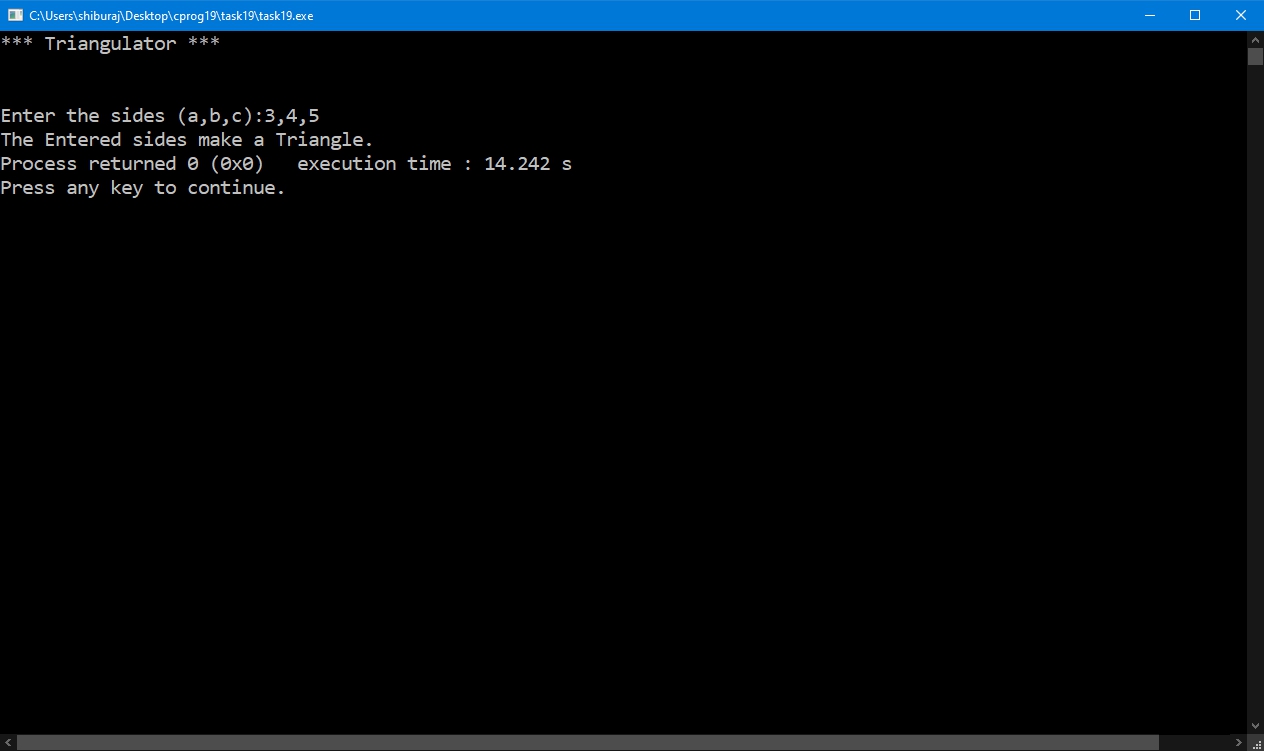 C:\Users\shiburaj\Desktop\cprog19\task19\task19.exe
*** Triangulator ***
Enter the sides (a,b,c):3,4,5
The Entered sides make a Triangle.
Process returned 0 (0x0)   execution time : 14.242 s
Press any key to continue.